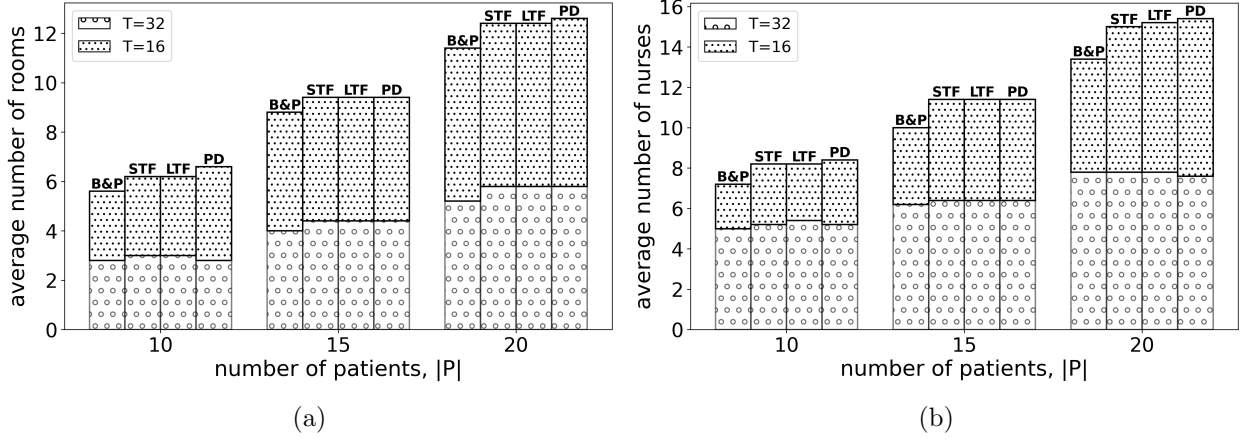 average number of rooms
12
10
8
6
4
2
0
T=32
T=16
B&P STF LTF PD
B&P STF LTF PD
B&P STF LTF PD
10 15 20
number of patients, |P|
(a)
average number of nurses
16
14
12
10
8
6
4
2
0
T=32
T=16
B&P STF LTF PD
B&P STF LTF PD
B&P STF LTF PD
10 15 20
number of patients, |P|
(b)